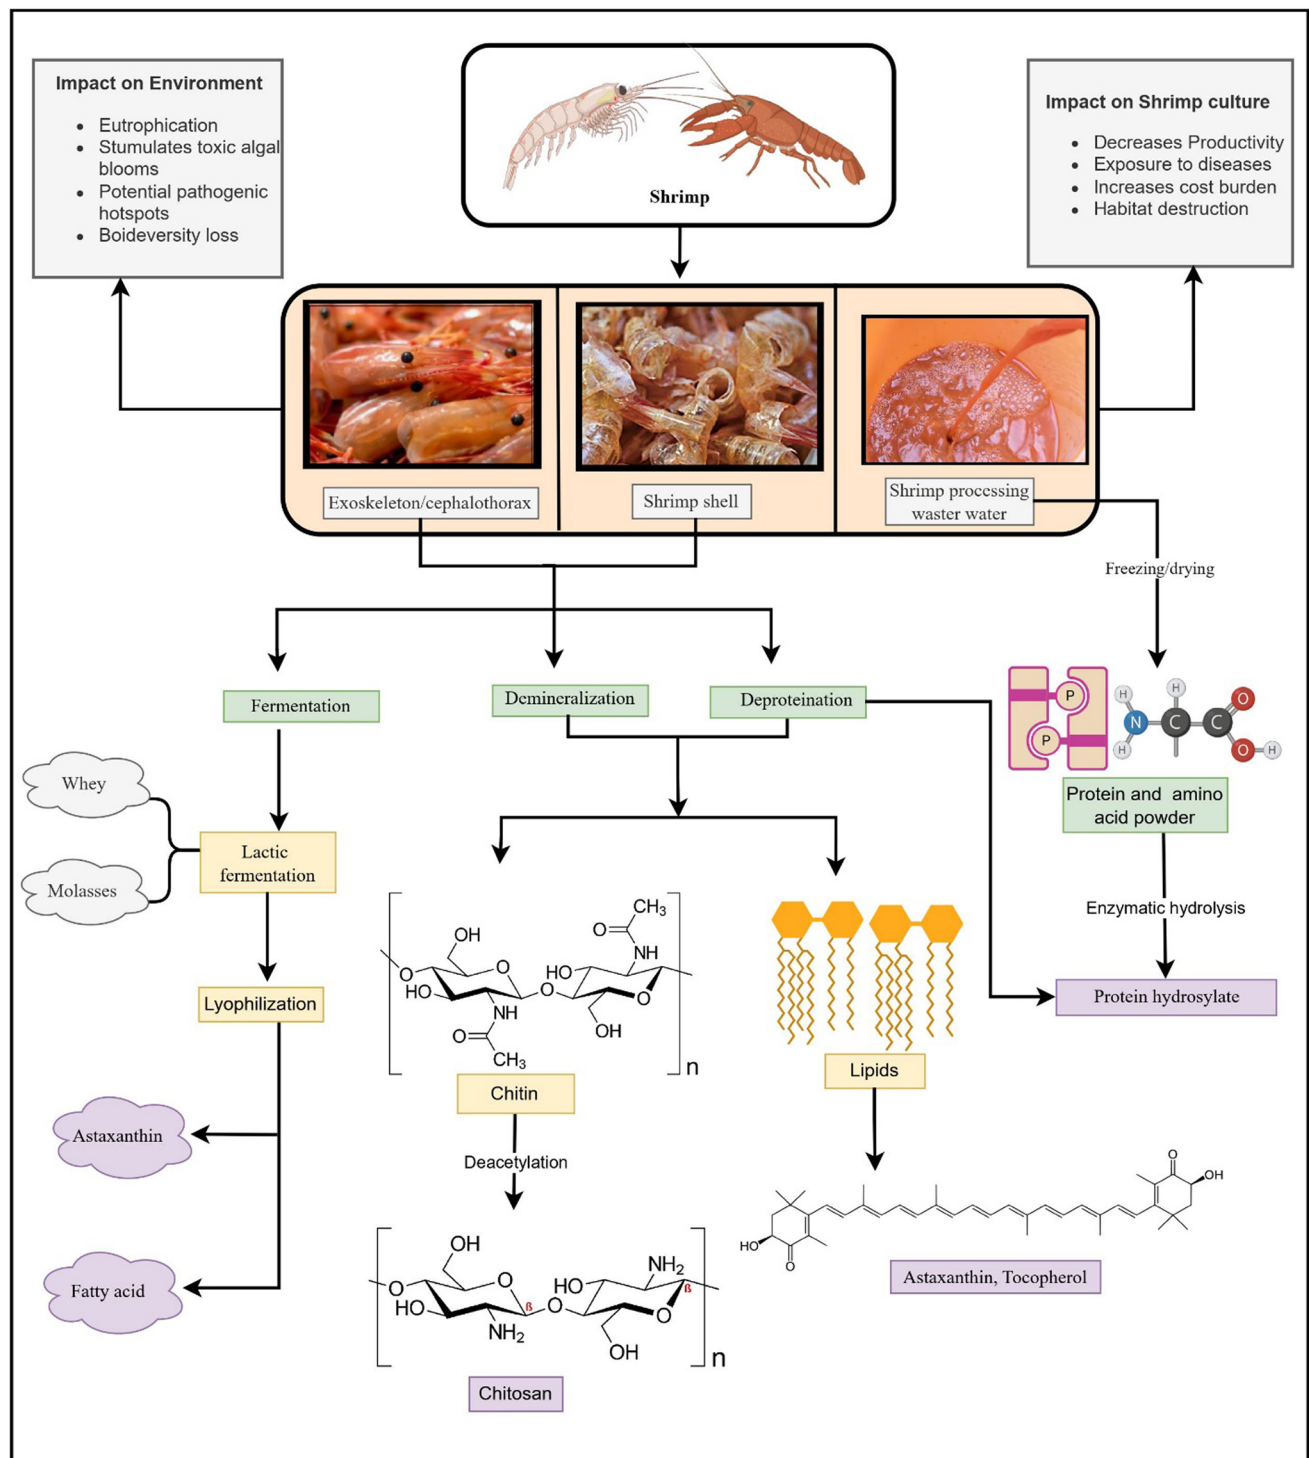 Impact on Environment
Eutrophication
Stumulates toxic algal
blooms
Potential pathogenic
hotspots
Boideversity loss
Shrimp
Impact on Shrimp culture
Decreases Productivity
Exposure to diseases
Increases cost burden
Habitat destruction
Exoskeleton/cephalothorax
Shrimp shell
Shrimp processing
waster water
Freezing/drying
Fermentation
Demineralization
Deproteination
P
P
H
H
N
H
C
C
O
O
H
Protein and amino
acid powder
Whey
Molasses
Lactic
fermentation
Enzymatic hydrolysis
Lyophilization
Protein hydrosylate
OH
O
O
HO
NH
O
CH3
O
CH3
O
NH
HO
O
OH
n
Chitin
Lipids
Deacetylation
Astaxanthin
Fatty acid
OH
O
O
HO
NH2
ß
O
HO
NH2
ß
O
OH
n
Chitosan
HO
O
O
OH
Astaxanthin, Tocopherol